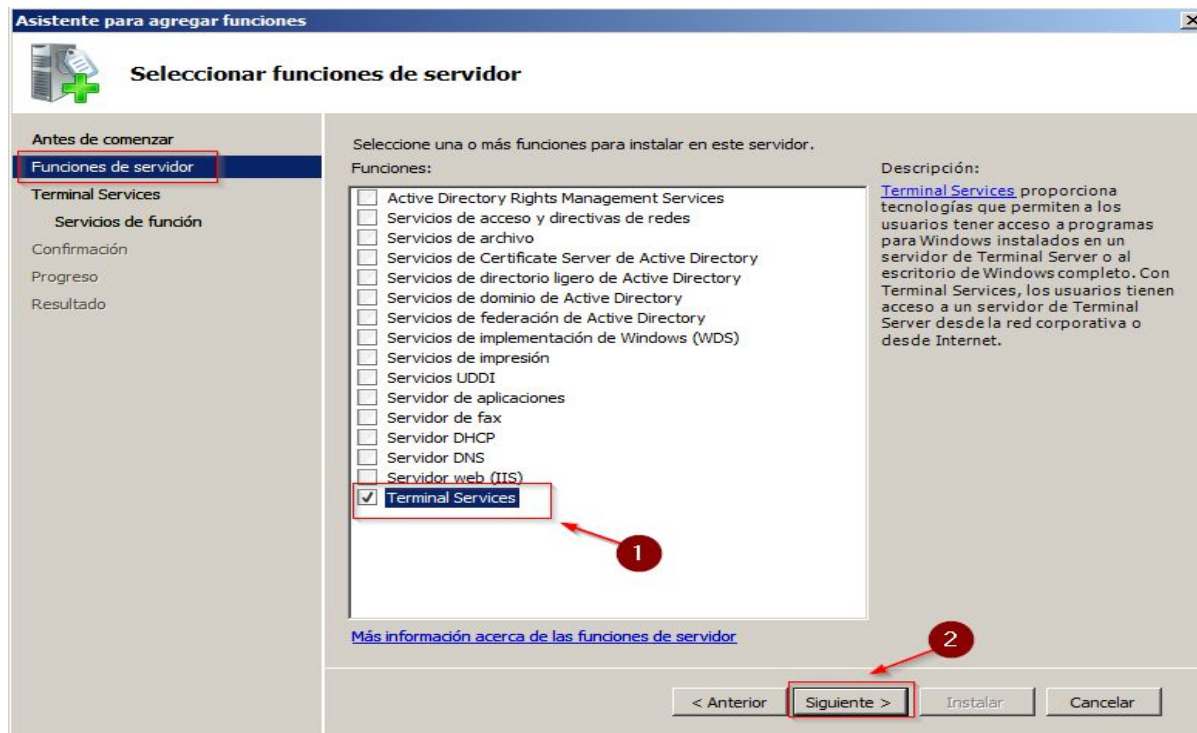 Asistente para agregar funciones
Seleccionar funciones de servidor
Antes de comenzar
Funciones de servidor
Terminal Services
Servicios de función
Confirmación
Progreso
Resultado
Seleccione una o más funciones para instalar en este servidor.
Funciones:
Active Directory Rights Management Services
Servicios de acceso y directivas de redes
Servicios de archivo
Servicios de Certificate Server de Active Directory
Servicios de directorio ligero de Active Directory
Servicios de dominio de Active Directory
Servicios de federación de Active Directory
Servicios de implementación de Windows (WDS)
Servicios de impresión
Servicios UDDI
Servidor de aplicaciones
Servidor de fax
Servidor DHCP
Servidor DNS
Servidor web (IIS)
Terminal Services
1
Más información acerca de las funciones de servidor
Descripción:
Terminal Services proporciona
tecnologías que permiten a los
usuarios tener acceso a programas
para Windows instalados en un
servidor de Terminal Server o al
escritorio de Windows completo. Con
Terminal Services, los usuarios tienen
acceso a un servidor de Terminal
Server desde la red corporativa o
desde Internet.
2
< Anterior
Siguiente >
Instalar
Cancelar